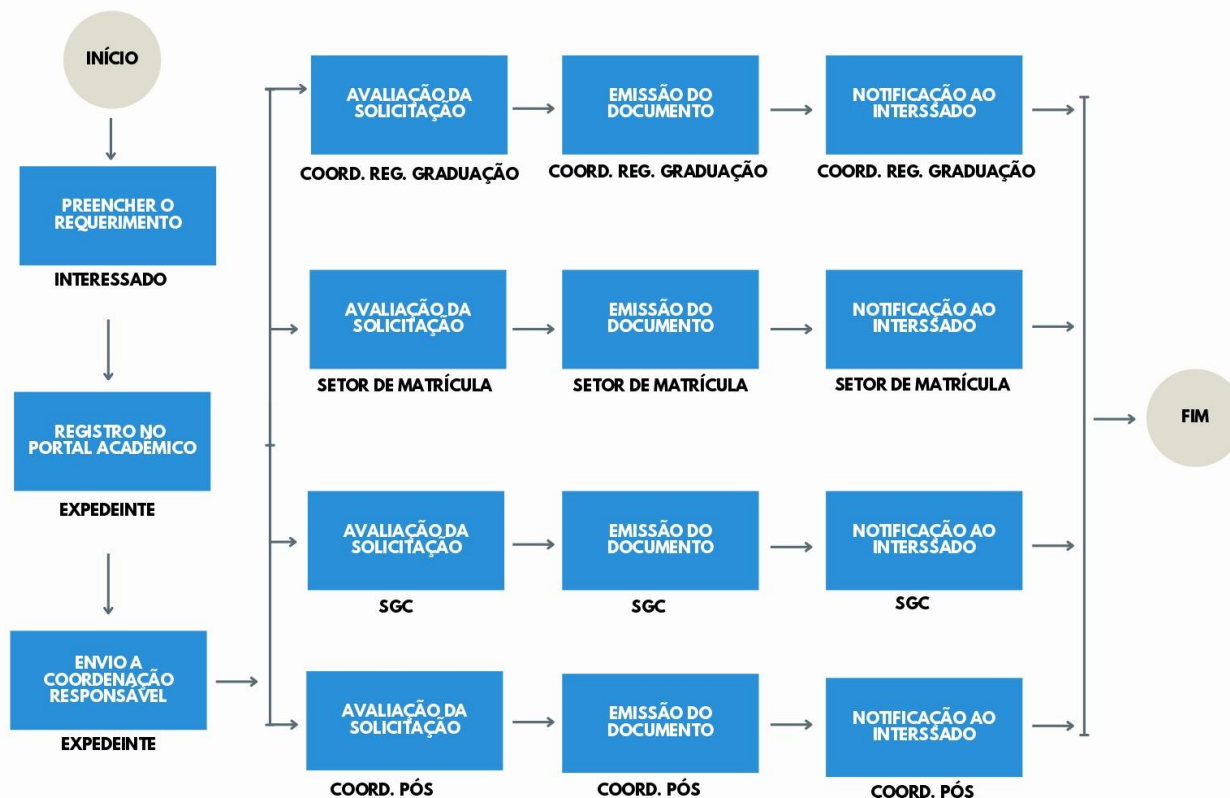 INÍCIO
PREENCHER O
REQUERIMENTO
INTERESSADO
REGISTRO NO
PORTAL ACADÊMICO
EXPEDEINTE
ENVIO A
COORDENAÇÃO
RESPONSÁVEL
EXPEDEINTE
AVALIAÇÃO DA
SOLICITAÇÃO
COORD. REG. GRADUAÇÃO
EMISSÃO DO
DOCUMENTO
COORD. REG. GRADUAÇÃO
NOTIFICAÇÃO AO
INTERSSADO
COORD. REG. GRADUAÇÃO
AVALIAÇÃO DA
SOLICITAÇÃO
SETOR DE MATRÍCULA
EMISSÃO DO
DOCUMENTO
SETOR DE MATRÍCULA
NOTIFICAÇÃO AO
INTERSSADO
SETOR DE MATRÍCULA
AVALIAÇÃO DA
SOLICITAÇÃO
SGC
EMISSÃO DO
DOCUMENTO
SGC
NOTIFICAÇÃO AO
INTERSSADO
SGC
AVALIAÇÃO DA
SOLICITAÇÃO
COORD. PÓS
EMISSÃO DO
DOCUMENTO
COORD. PÓS
NOTIFICAÇÃO AO
INTERSSADO
COORD. PÓS
FIM